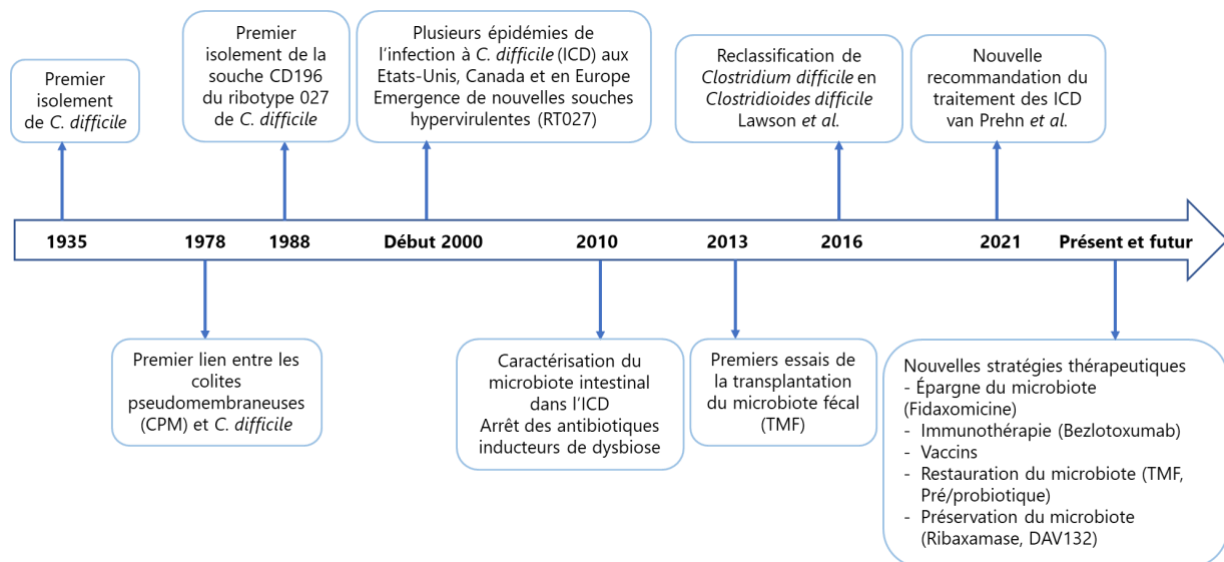 Premier
isolement
de C. difficile
Premier
isolement de la
souche CD196
du ribotype 027
de C. difficile
Plusieurs épidémies de
l'infection à C. difficile (ICD) aux
Etats-Unis, Canada et en Europe
Emergence de nouvelles souches
hypervirulentes (RT027)
Reclassification de
Clostridium difficile en
Clostridioides difficile
Lawson et al.
Nouvelle
recommandation du
traitement des ICD
van Prehn et al.
1935 1978 1988 Début 2000 2010 2013 2016 2021 Présent et futur
Premier lien entre les
colites
pseudomembraneuses
(CPM) et C. difficile
Caractérisation du
microbiote intestinal
dans l'ICD
Arrêt des antibiotiques
inducteurs de dysbiose
Premiers essais de
la transplantation
du microbiote fécal
(TMF)
Nouvelles stratégies thérapeutiques
- Épargne du microbiote
(Fidaxomicine)
- Immunothérapie (Bezlotoxumab)
- Vaccins
- Restauration du microbiote (TMF,
Pré/probiotique)
- Préservation du microbiote
(Ribaxamase, DAV132)